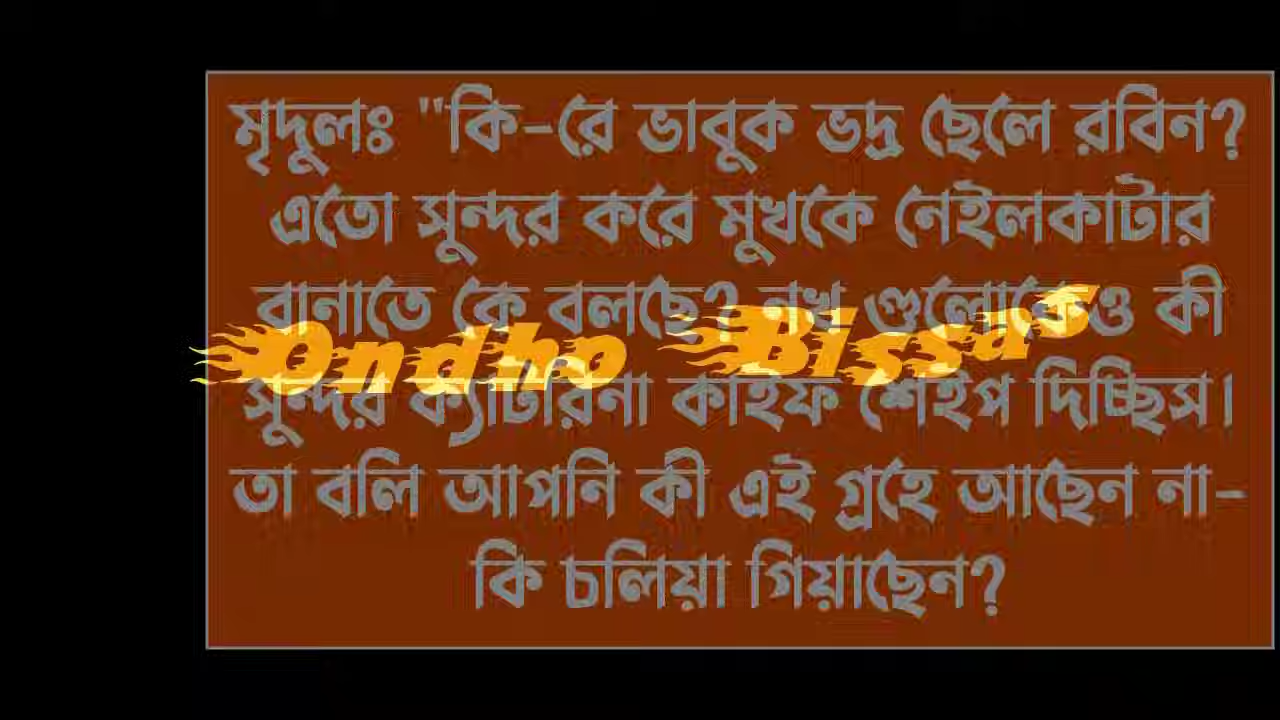 মৃদুলঃ "কি-রে ভাবুক ভদ্র ছেলে রবিন?
এতো সুন্দর করে মুখকে নেইলকাটার
বানাতে কে বলছে? নখ গুলোকেও কী
Ondho Bissas
সুন্দর ক্যাটরিনা কাইফ শেইপ দিচ্ছিস।
তা বলি আপনি কী এই গ্রহে আছেন না-
কি চলিয়া গিয়াছেন?